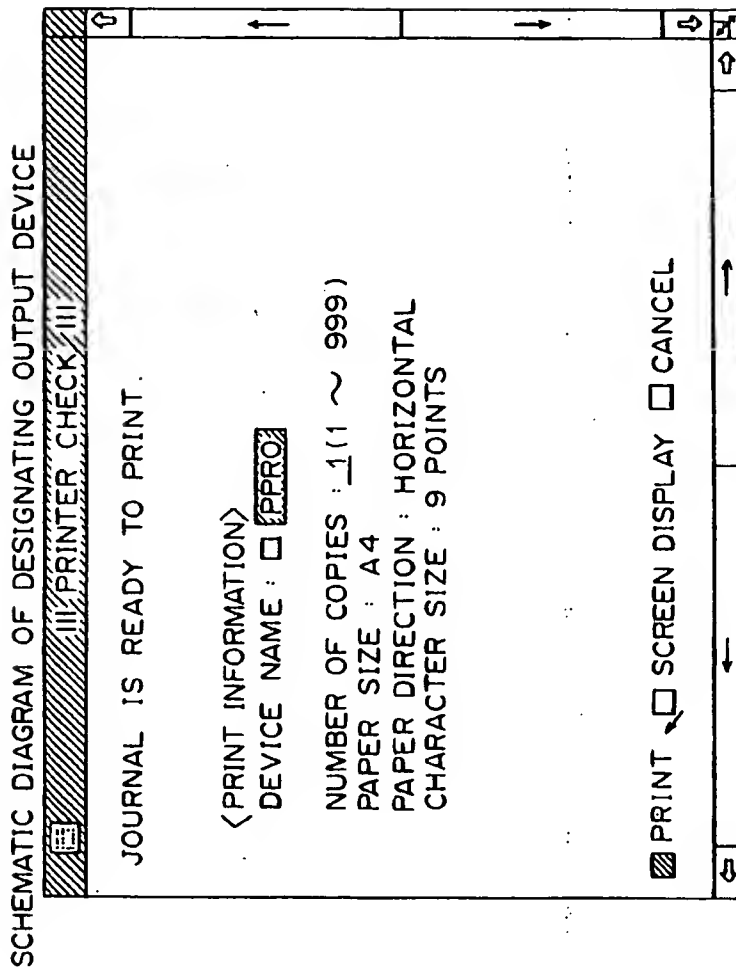 SCHEMATIC DIAGRAM OF DESIGNATING OUTPUT DEVICE
PRINTER CHECK
JOURNAL IS READY TO PRINT.
<PRINT INFORMATION>
DEVICE NAME : □ PPRO
NUMBER OF COPIES : 1 (1 ~ 999)
PAPER SIZE : A4
PAPER DIRECTION : HORIZONTAL
CHARACTER SIZE : 9 POINTS
PRINT □ SCREEN DISPLAY □ CANCEL